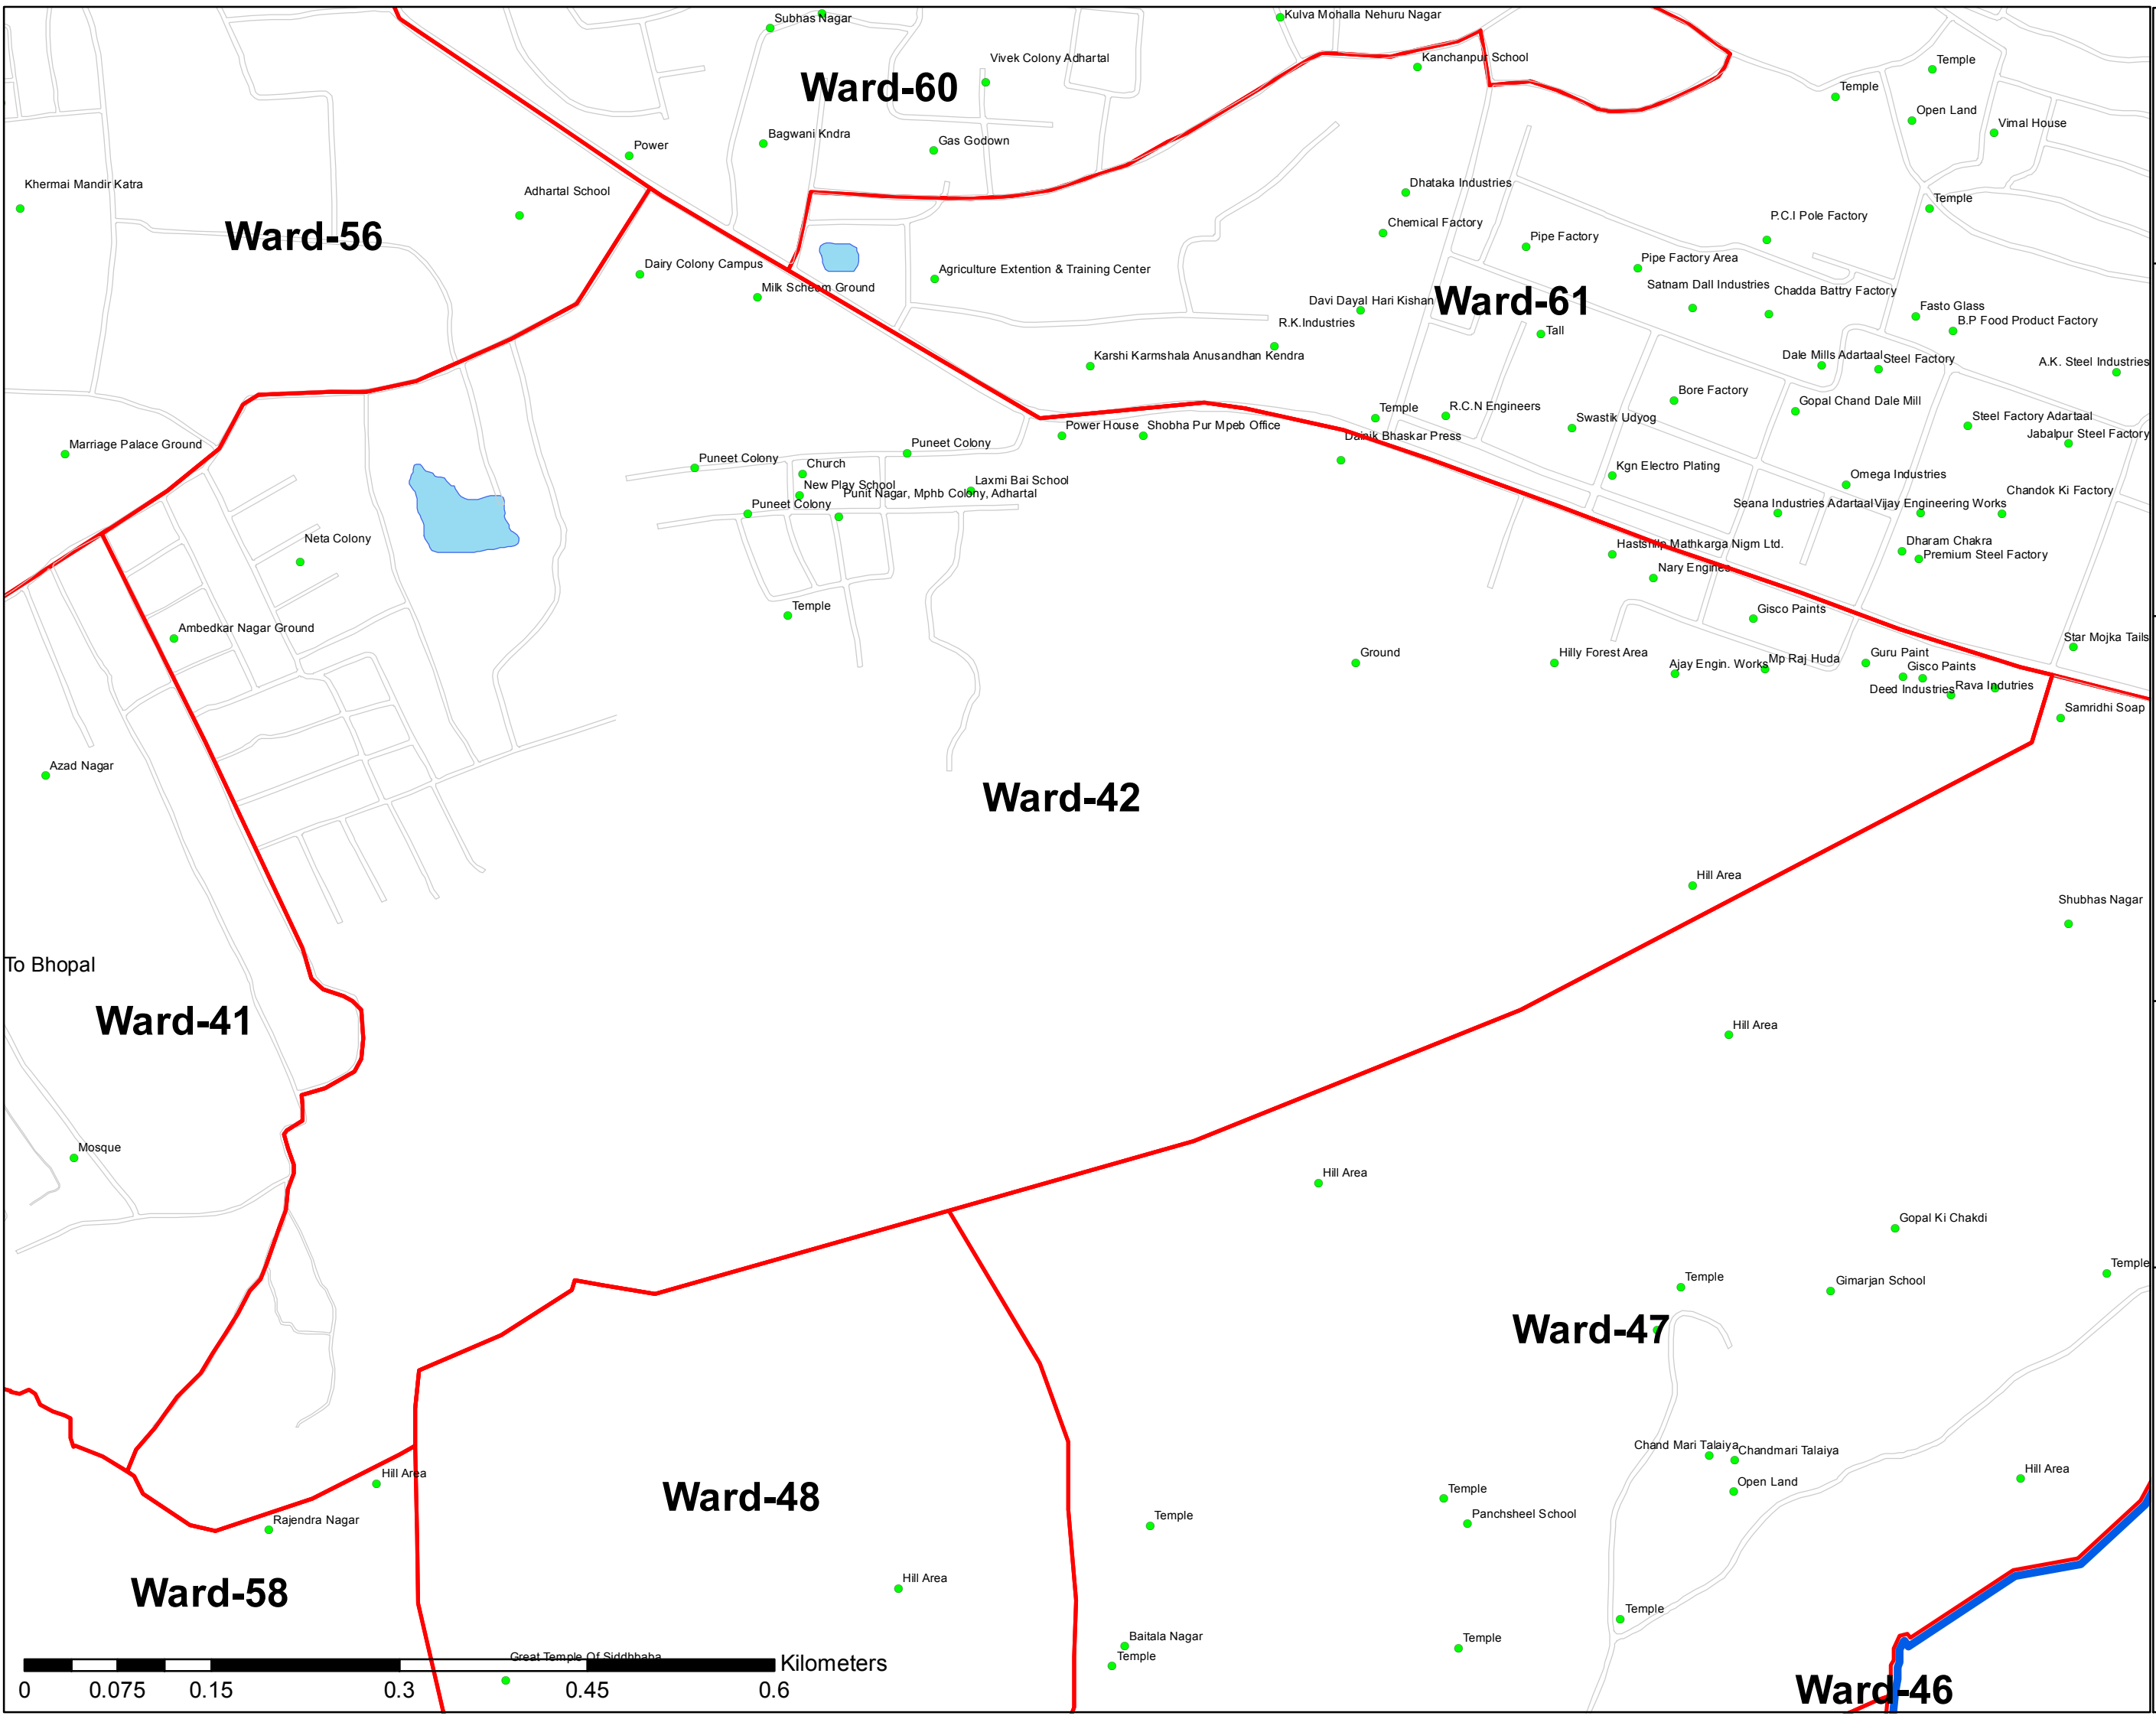 Subhas Nagar
Kulva Mohalla Nehuru Nagar
Vivek Colony Adhartal
Kanchanpur School
Temple
Ward-60
Temple
Open Land
Vimal House
Bagwani Kndra
Gas Godown
Power
Khermai Mandir Katra
Adhartal School
Dhataka Industries
Temple
P.C.I Pole Factory
Chemical Factory
Ward-56
Pipe Factory
Pipe Factory Area
Dairy Colony Campus
Agriculture Extention & Training Center
Milk Scheem Ground
Satnam Dall Industries
Chadda Battry Factory
Davi Dayal Hari Kishan
Ward-61
Fasto Glass
R.K.Industries
B.P Food Product Factory
Tall
Karshi Karmshala Anusandhan Kendra
Dale Mills Adartaal
Steel Factory
A.K. Steel Industries
Bore Factory
Gopal Chand Dale Mill
Temple
R.C.N Engineers
Swastik Udyog
Steel Factory Adartaal
Power House
Shobha Pur Mpeb Office
Dainik Bhaskar Press
Jabalpur Steel Factory
Marriage Palace Ground
Puneet Colony
Puneet Colony
Church
Kgn Electro Plating
Omega Industries
New Play School
Laxmi Bai School
Punit Nagar, Mphb Colony, Adhartal
Chandok Ki Factory
Puneet Colony
Seana Industries Adartaal
Vijay Engineering Works
Neta Colony
Hastshilp Mathkarga Nigm Ltd.
Dharam Chakra
Premium Steel Factory
Nary Enginee
Temple
Gisco Paints
Ambedkar Nagar Ground
Star Mojka Tails
Ground
Hilly Forest Area
Ajay Engin. Works
Mp Raj Huda
Guru Paint
Gisco Paints
Deed Industries
Rava Indutries
Samridhi Soap
Azad Nagar
Ward-42
Hill Area
Shubhas Nagar
To Bhopal
Ward-41
Hill Area
Mosque
Hill Area
Gopal Ki Chakdi
Temple
Temple
Gimarjan School
Ward-47
Chand Mari Talaiya
Chandmari Talaiya
Hill Area
Hill Area
Open Land
Ward-48
Temple
Temple
Panchsheel School
Rajendra Nagar
Hill Area
Ward-58
Temple
Baitala Nagar
Temple
Temple
Great Temple Of Siddhbaba
Kilometers
0 0.075 0.15 0.3 0.45 0.6
Ward-46